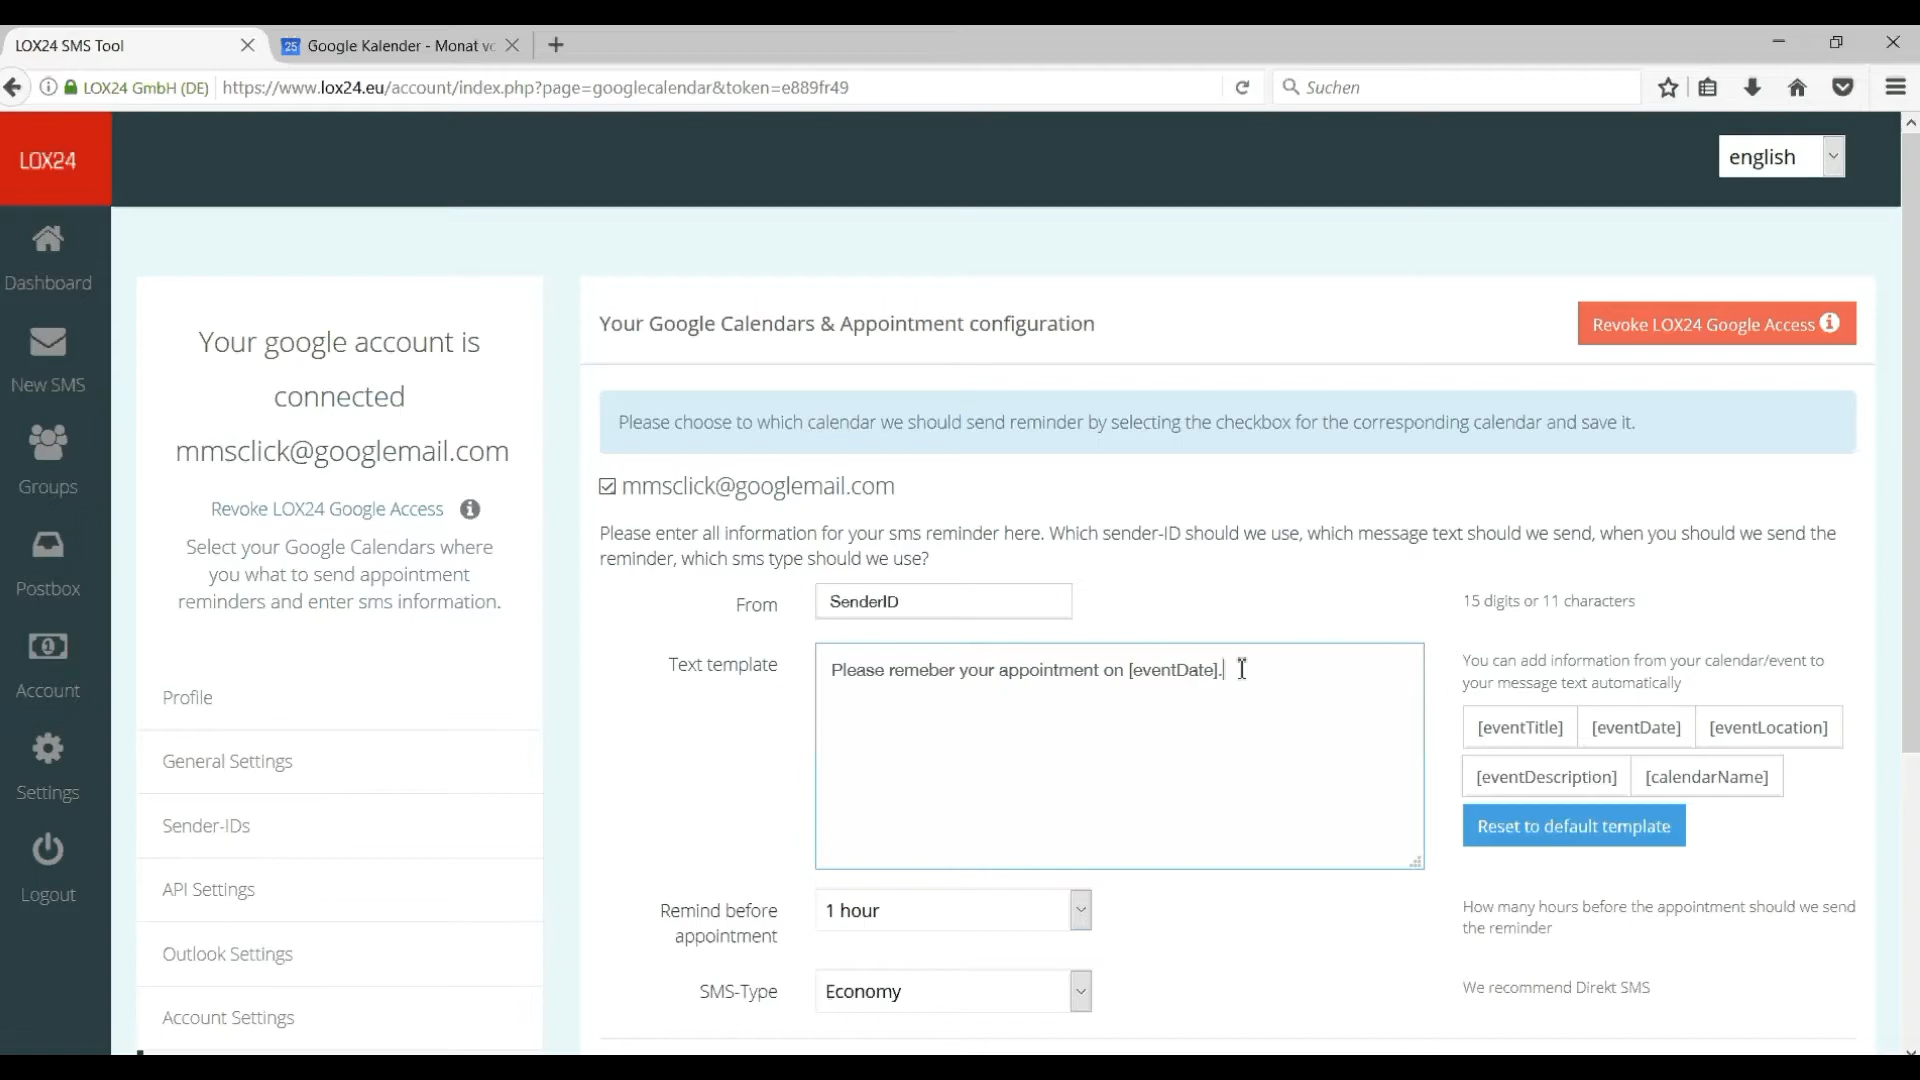 LOX24 SMS Tool
25 Google Kalender - Monat vo
LOX24 GmbH (DE) https://www.lox24.eu/account/index.php?page=googlecalendar&token=e889fr49
Suchen
LOX24
english
Dashboard
New SMS
Groups
Postbox
Account
Settings
Logout
Your google account is
connected
mmsclick@googlemail.com
Revoke LOX24 Google Access
Select your Google Calendars where
you what to send appointment
reminders and enter sms information.
Profile
General Settings
Sender-IDs
API Settings
Outlook Settings
Account Settings
Your Google Calendars & Appointment configuration
Revoke LOX24 Google Access
Please choose to which calendar we should send reminder by selecting the checkbox for the corresponding calendar and save it.
mmsclick@googlemail.com
Please enter all information for your sms reminder here. Which sender-ID should we use, which message text should we send, when you should we send the
reminder, which sms type should we use?
From SenderID 15 digits or 11 characters
Text template
Please remeber your appointment on [eventDate].
You can add information from your calendar/event to
your message text automatically
[eventTitle] [eventDate] [eventLocation]
[eventDescription] [calendarName]
Reset to default template
Remind before
appointment
1 hour
How many hours before the appointment should we send
the reminder
SMS-Type Economy We recommend Direkt SMS